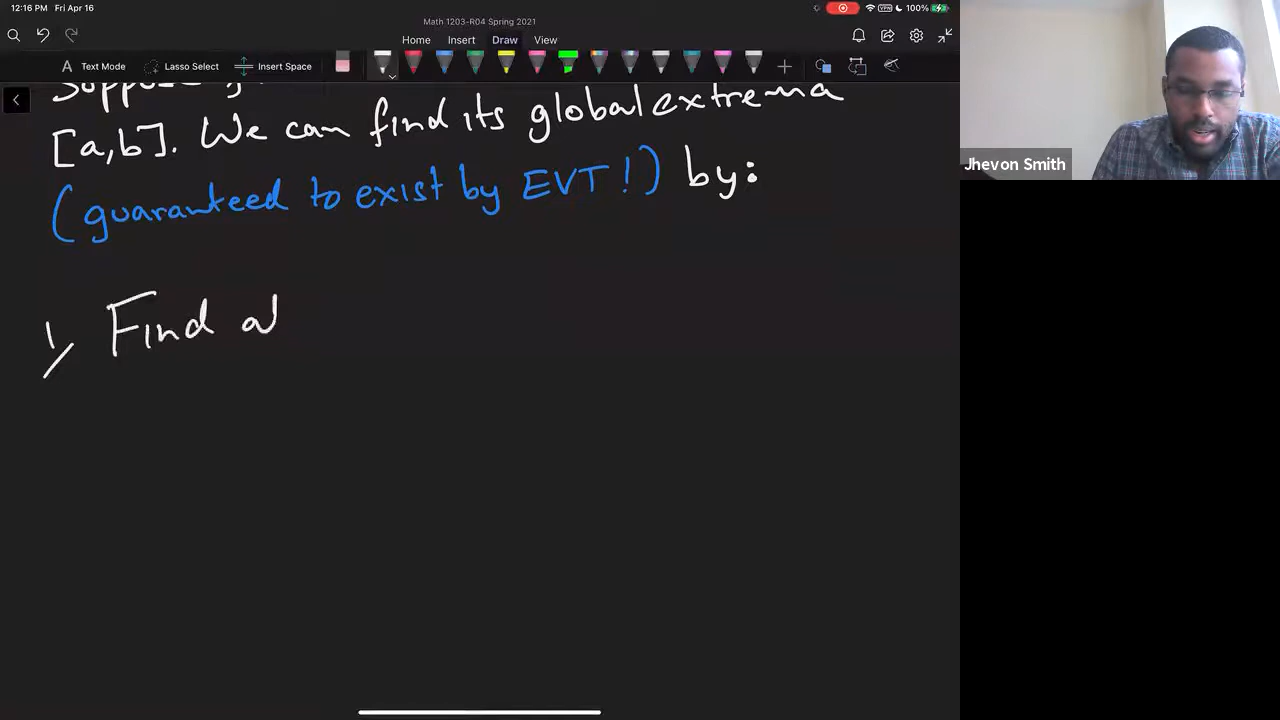 12:16 PM Fri Apr 16
VPN
100%
Math 1203-R04 Spring 2021
Home Insert Draw View
Text Mode Lasso Select Insert Space
[a,b]. We can find its global extrema
(guaranteed to exist by EVT!) by:
1/ Find al
Jhevon Smith